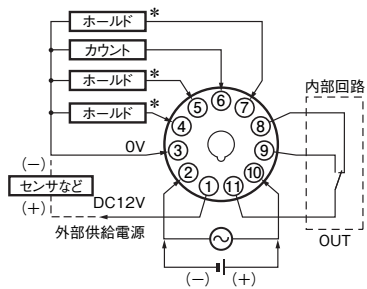 ホールド *
カウント
ホールド *
ホールド *
⑥
⑤ ⑦
④ ⑧
③ ⑨
② ⑩
① ⑪
内部回路
OUT
0V
(−)
センサなど
(+)
DC12V
外部供給電源
(−) (+)